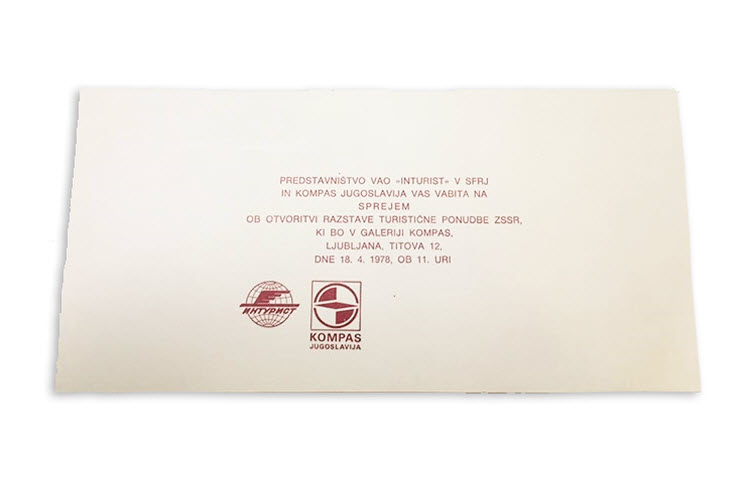 PREDSTAVNIŠTVO VAO »INTURIST« V SFRJ
IN KOMPAS JUGOSLAVIJA VAS VABITA NA
SPREJEM
OB OTVORITVI RAZSTAVE TURISTIČNE PONUDBE ZSSR,
KI BO V GALERIJI KOMPAS,
LJUBLJANA, TITOVA 12,
DNE 18. 4. 1978, OB 11. URI
ИНТУРИСТ
KOMPAS
JUGOSLAVIJA